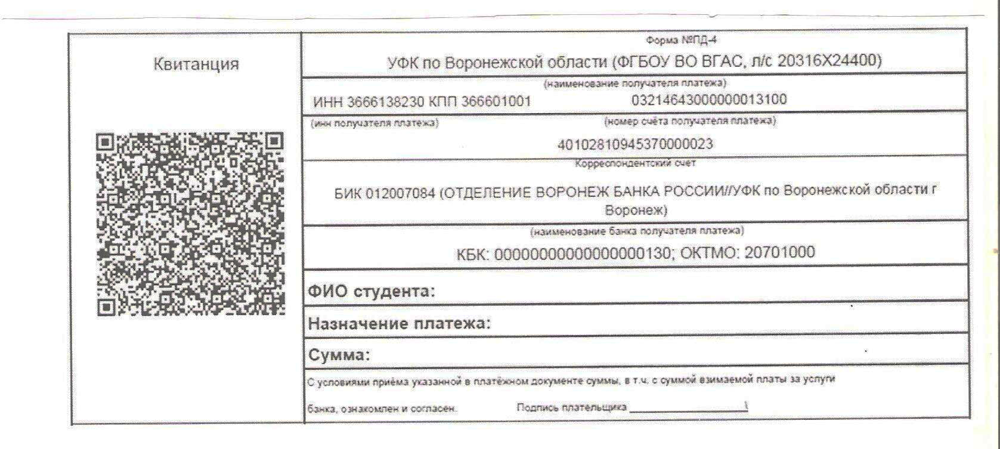 Квитанция
Форма №ПД-4
УФК по Воронежской области (ФГБОУ ВО ВГАС, л/с 20316Х24400)
(наименование получателя платежа)
ИНН 3666138230 КПП 366601001 03214643000000013100
(инн получателя платежа) (номер счёта получателя платежа)
40102810945370000023
Корреспондентский счет
БИК 012007084 (ОТДЕЛЕНИЕ ВОРОНЕЖ БАНКА РОССИИ//УФК по Воронежской области г
Воронеж)
(наименование банка получателя платежа)
КБК: 00000000000000000130; ОКТМО: 20701000
ФИО студента:
Назначение платежа:
Сумма:
С условиями приёма указанной в платёжном документе суммы, в т.ч. с суммой взимаемой платы за услуги
банка, ознакомлен и согласен. Подпись плательщика ____________________\